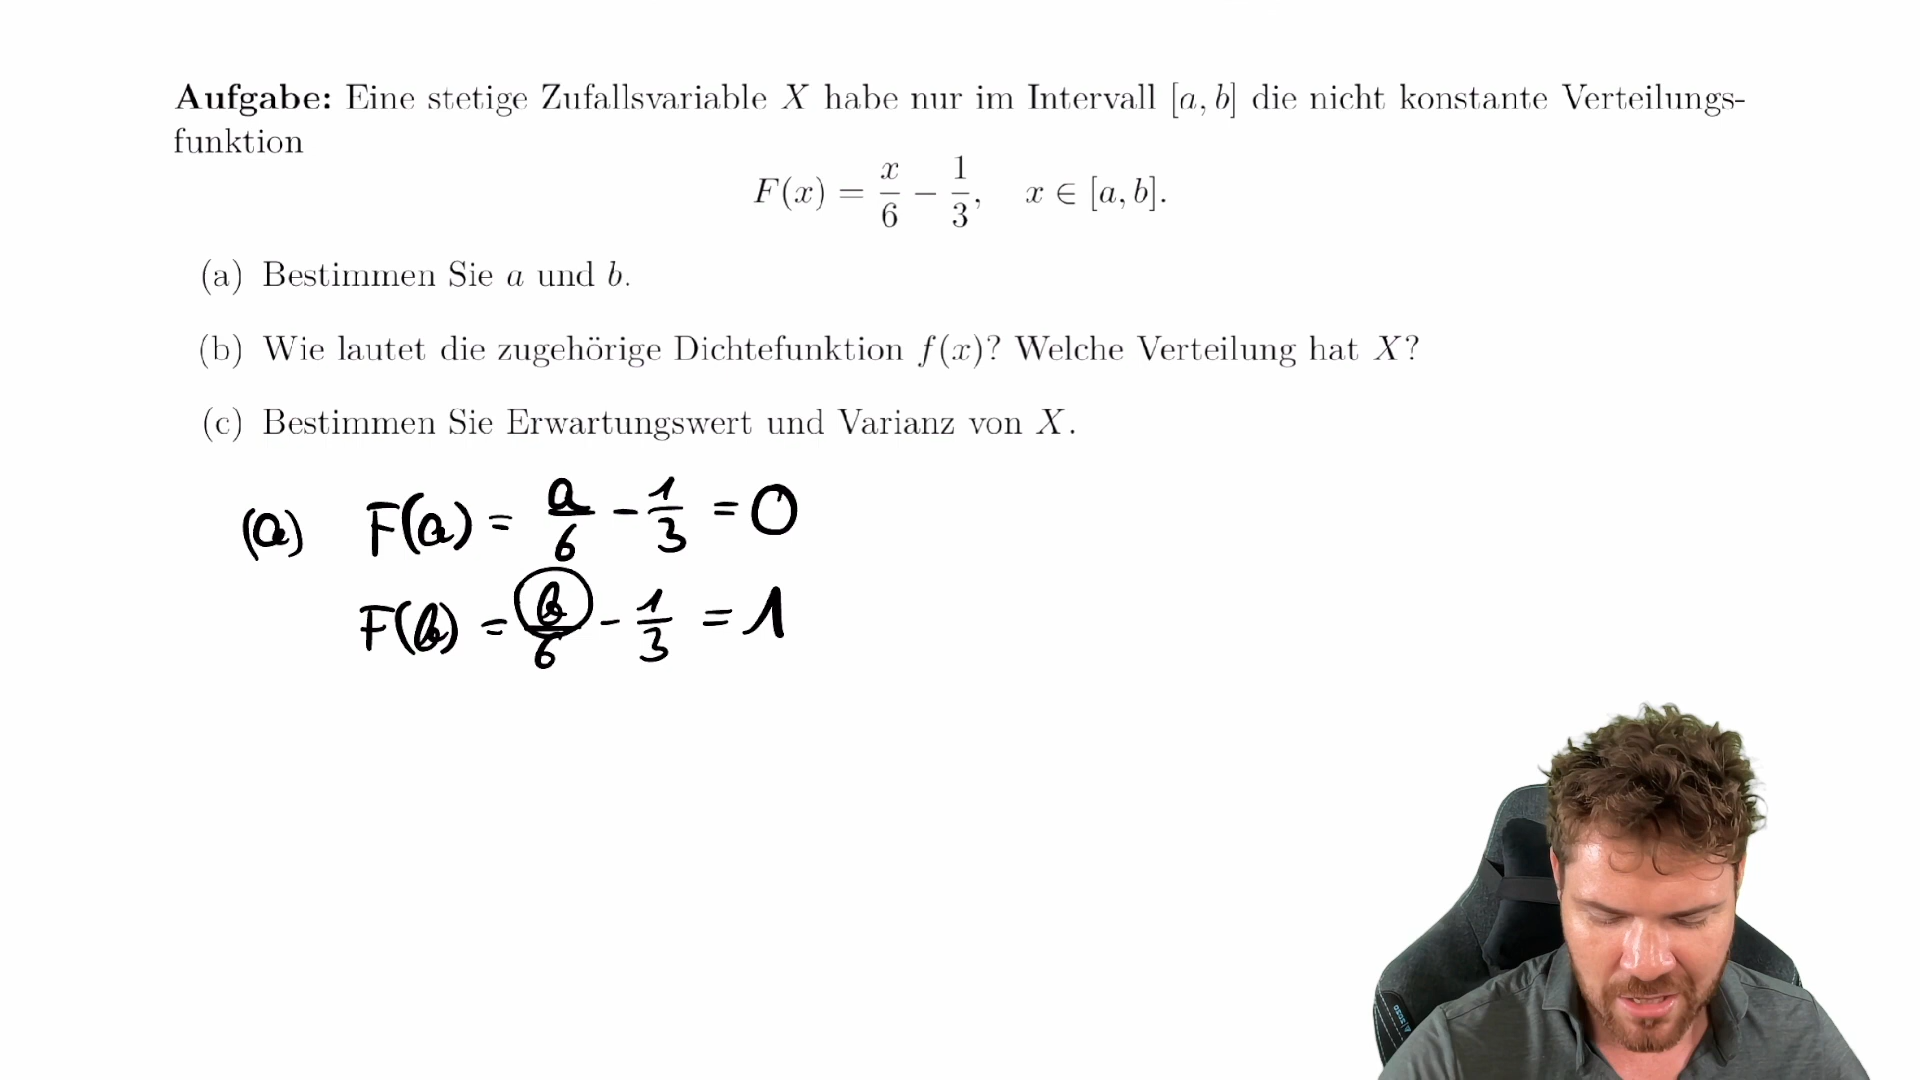 Aufgabe: Eine stetige Zufallsvariable X habe nur im Intervall [a, b] die nicht konstante Verteilungs-
funktion
F(x) = x/6 − 1/3, x ∈ [a, b].
(a) Bestimmen Sie a und b.
(b) Wie lautet die zugehörige Dichtefunktion f(x)? Welche Verteilung hat X?
(c) Bestimmen Sie Erwartungswert und Varianz von X.
(a) F(a) = a/6 − 1/3 = 0
F(b) = b/6 − 1/3 = 1